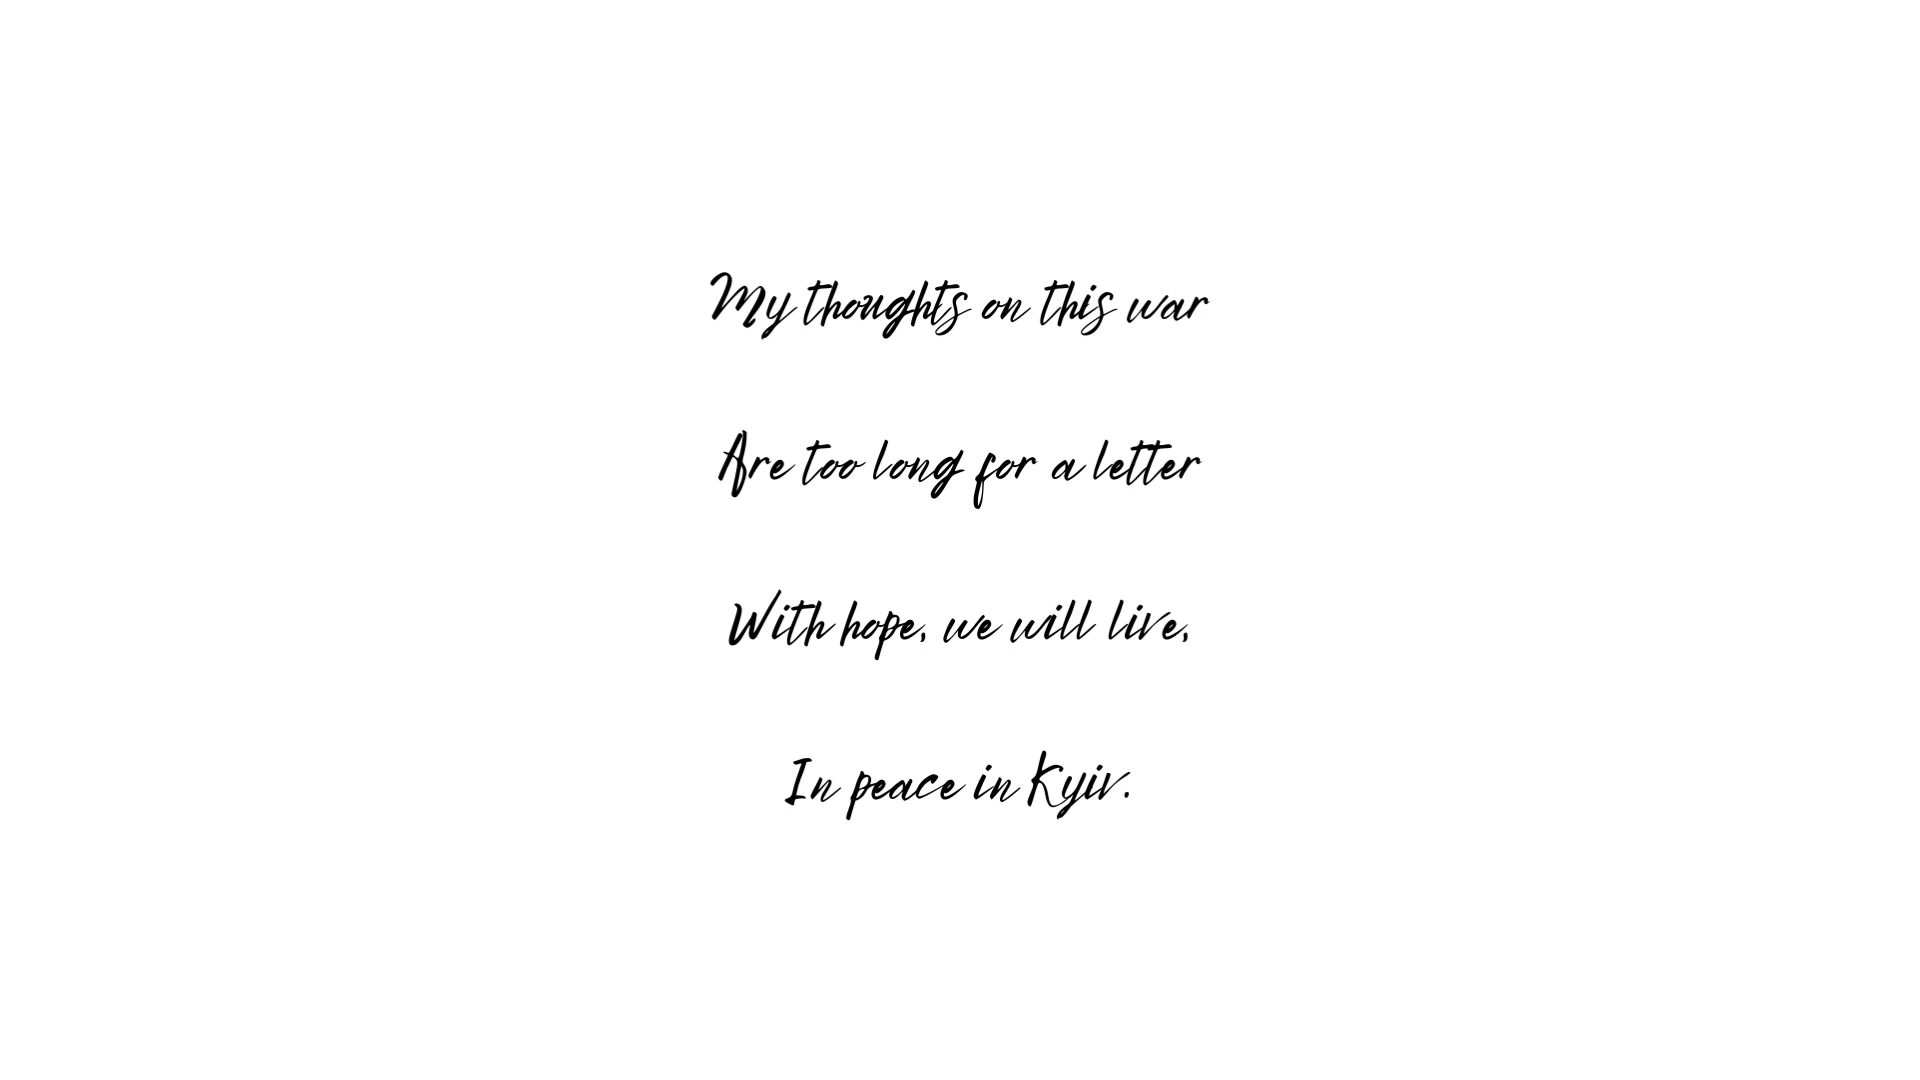 My thoughts on this war
Are too long for a letter
With hope, we will live,
In peace in Kyiv.